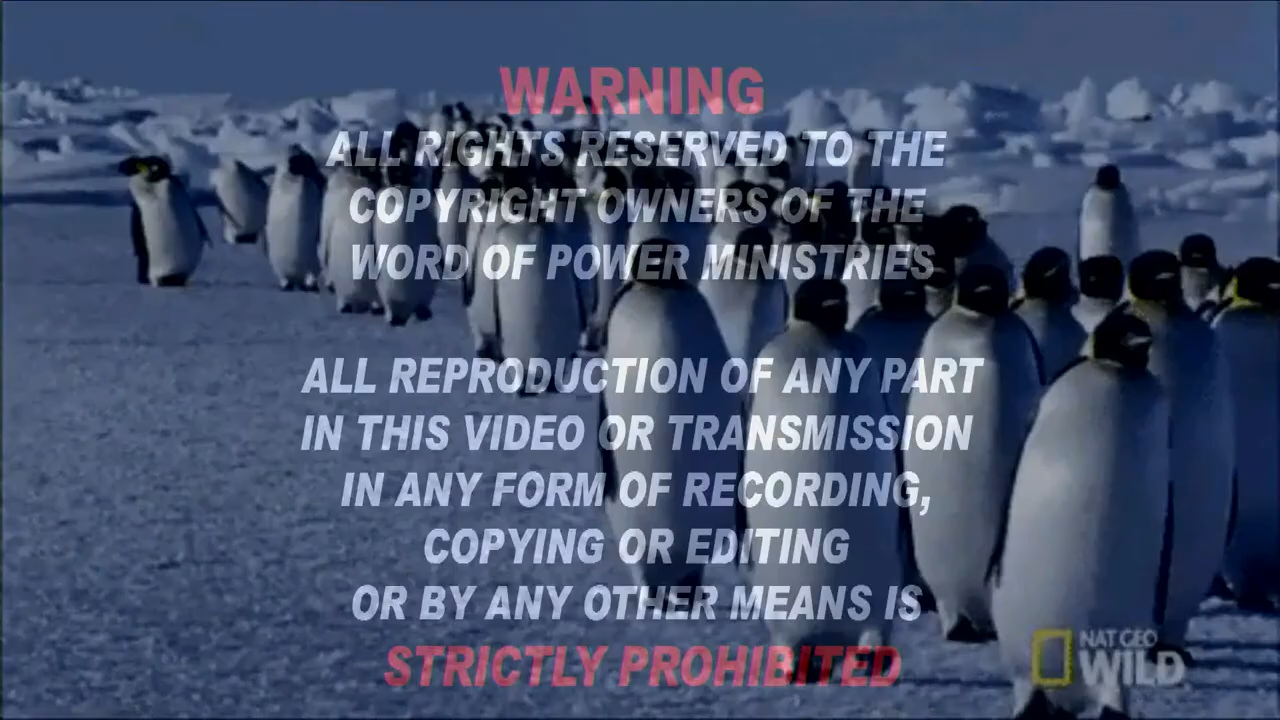 WARNING
ALL RIGHTS RESERVED TO THE
COPYRIGHT OWNERS OF THE
WORD OF POWER MINISTRIES
ALL REPRODUCTION OF ANY PART
IN THIS VIDEO OR TRANSMISSION
IN ANY FORM OF RECORDING,
COPYING OR EDITING
OR BY ANY OTHER MEANS IS
STRICTLY PROHIBITED
NAT GEO
WILD